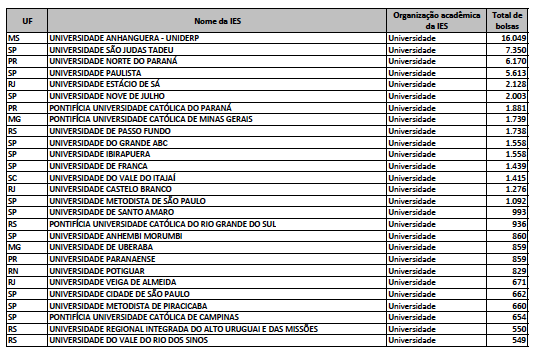 UF Nome da IES Organização acadêmica da IES Total de bolsas
MS UNIVERSIDADE ANHANGUERA - UNIDERP Universidade 16.049
SP UNIVERSIDADE SÃO JUDAS TADEU Universidade 7.350
PR UNIVERSIDADE NORTE DO PARANÁ Universidade 6.170
SP UNIVERSIDADE PAULISTA Universidade 5.613
RJ UNIVERSIDADE ESTÁCIO DE SÁ Universidade 2.128
SP UNIVERSIDADE NOVE DE JULHO Universidade 2.003
PR PONTIFÍCIA UNIVERSIDADE CATÓLICA DO PARANÁ Universidade 1.881
MG PONTIFÍCIA UNIVERSIDADE CATÓLICA DE MINAS GERAIS Universidade 1.739
RS UNIVERSIDADE DE PASSO FUNDO Universidade 1.738
SP UNIVERSIDADE DO GRANDE ABC Universidade 1.558
SP UNIVERSIDADE IBIRAPUERA Universidade 1.558
SP UNIVERSIDADE DE FRANCA Universidade 1.439
SC UNIVERSIDADE DO VALE DO ITAJAÍ Universidade 1.415
RJ UNIVERSIDADE CASTELO BRANCO Universidade 1.276
SP UNIVERSIDADE METODISTA DE SÃO PAULO Universidade 1.092
SP UNIVERSIDADE DE SANTO AMARO Universidade 993
RS PONTIFÍCIA UNIVERSIDADE CATÓLICA DO RIO GRANDE DO SUL Universidade 936
SP UNIVERSIDADE ANHEMBI MORUMBI Universidade 860
MG UNIVERSIDADE DE UBERABA Universidade 859
PR UNIVERSIDADE PARANAENSE Universidade 859
RN UNIVERSIDADE POTIGUAR Universidade 829
RJ UNIVERSIDADE VEIGA DE ALMEIDA Universidade 671
SP UNIVERSIDADE CIDADE DE SÃO PAULO Universidade 662
SP UNIVERSIDADE METODISTA DE PIRACICABA Universidade 660
SP PONTIFÍCIA UNIVERSIDADE CATÓLICA DE CAMPINAS Universidade 654
RS UNIVERSIDADE REGIONAL INTEGRADA DO ALTO URUGUAI E DAS MISSÕES Universidade 550
RS UNIVERSIDADE DO VALE DO RIO DOS SINOS Universidade 549